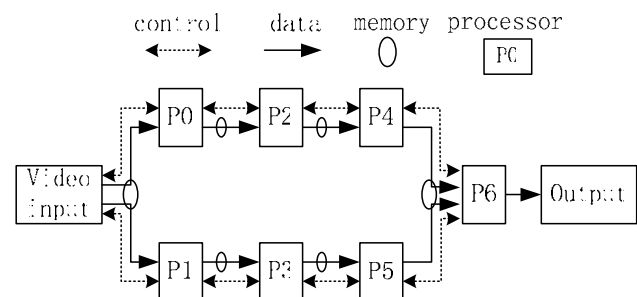 control data memory processor
P0
P0 P2 P4
Video
input
P6 Output
P1 P3 P5